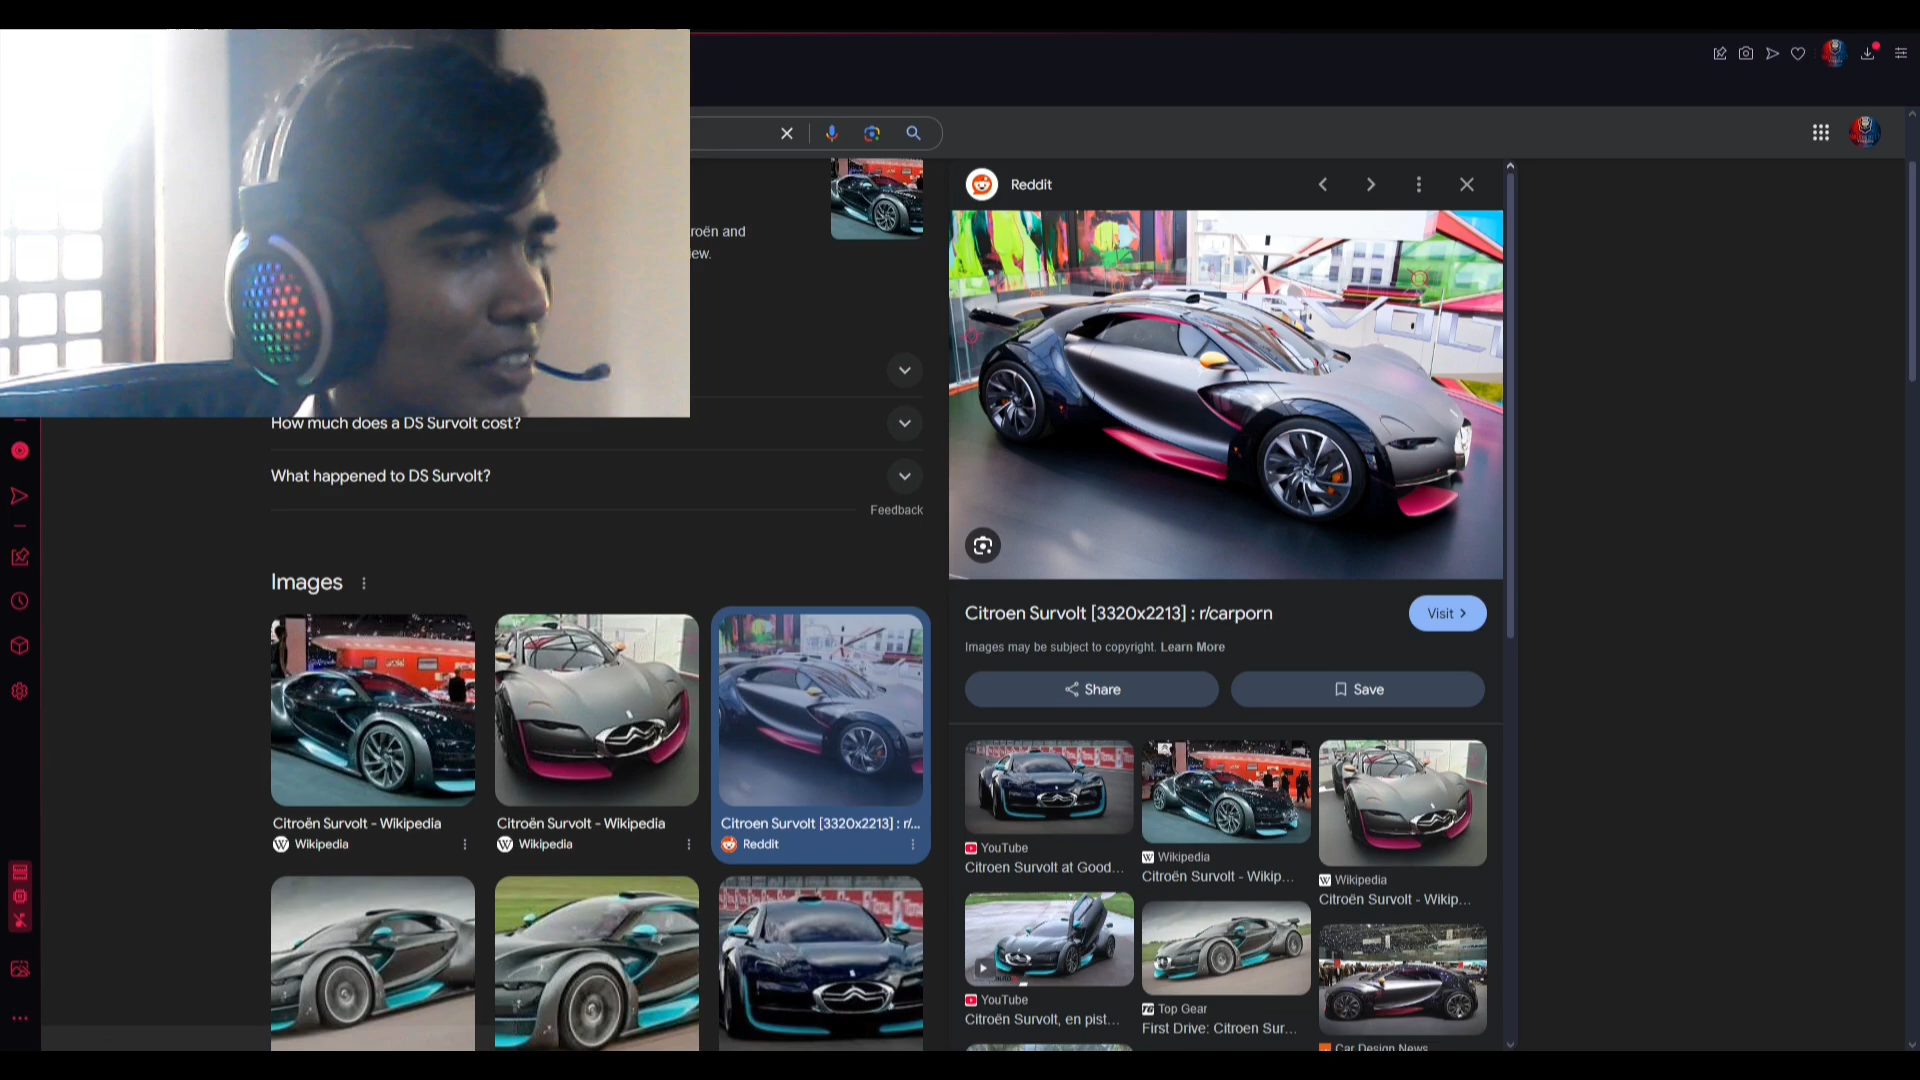 roën and
ew.
How much does a DS Survolt cost?
What happened to DS Survolt?
Feedback
Images
Citroën Survolt - Wikipedia
Wikipedia
Citroën Survolt - Wikipedia
Wikipedia
Citroen Survolt [3320x2213] : r/...
Reddit
Reddit
Citroen Survolt [3320x2213] : r/carporn
Visit
Images may be subject to copyright. Learn More
Share
Save
YouTube
Citroen Survolt at Good...
Wikipedia
Citroën Survolt - Wikip...
Wikipedia
Citroën Survolt - Wikip...
YouTube
Citroën Survolt, en pist...
Top Gear
First Drive: Citroen Sur...
Car Design News